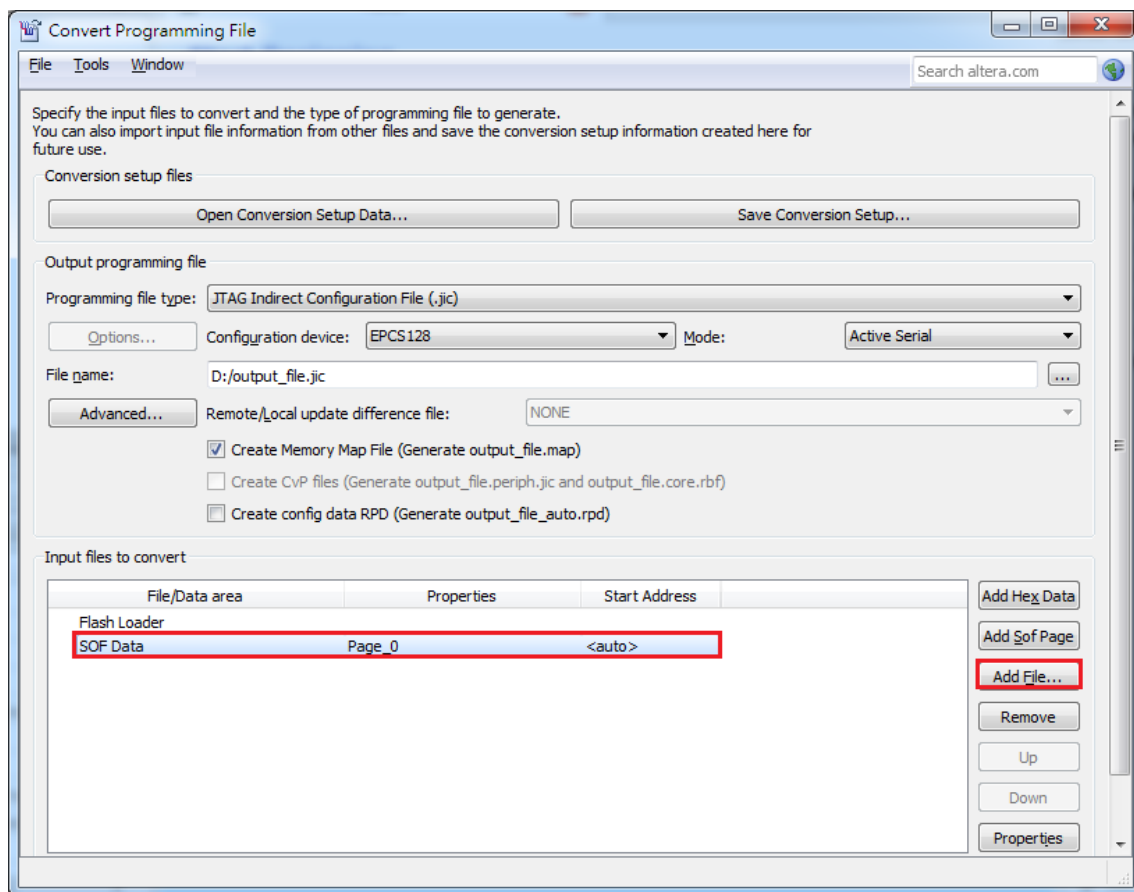 Convert Programming File
File Tools Window
Search altera.com
Specify the input files to convert and the type of programming file to generate.
You can also import input file information from other files and save the conversion setup information created here for
future use.
Conversion setup files
Open Conversion Setup Data... Save Conversion Setup...
Output programming file
Programming file type: JTAG Indirect Configuration File (.jic)
Options... Configuration device: EPCS128 Mode: Active Serial
File name: D:/output_file.jic ...
Advanced... Remote/Local update difference file: NONE
Create Memory Map File (Generate output_file.map)
Create CvP files (Generate output_file.periph.jic and output_file.core.rbf)
Create config data RPD (Generate output_file_auto.rpd)
Input files to convert
File/Data area Properties Start Address
Add Hex Data
Flash Loader
SOF Data Page_0 <auto>
Add Sof Page
Add File...
Remove
Up
Down
Properties